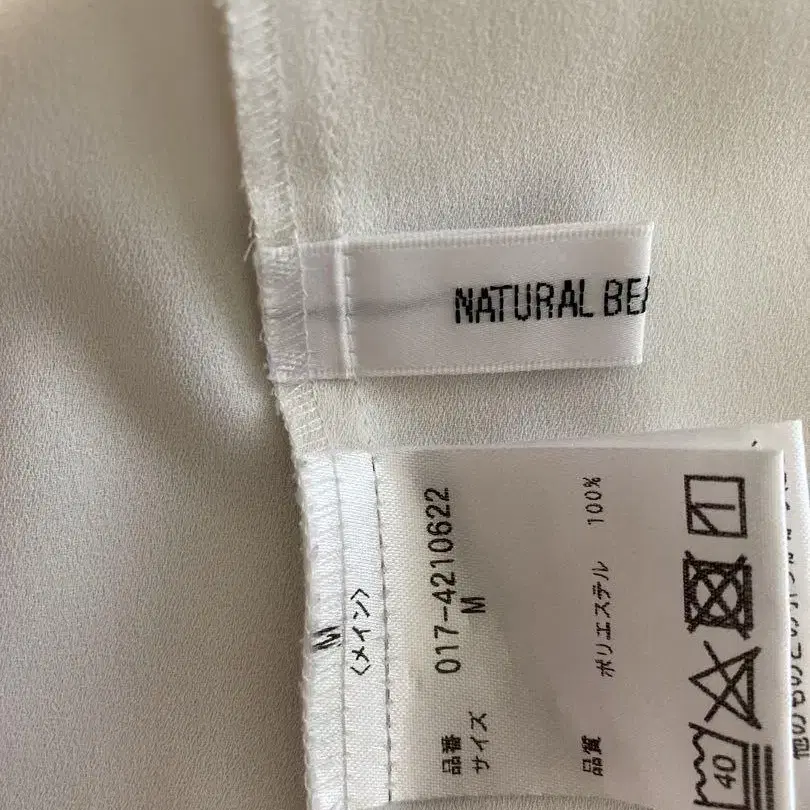 NATURAL BEA
M
〈メイン〉
品番 017-4210622
サイズ M
品質 ポリエステル 100%
40